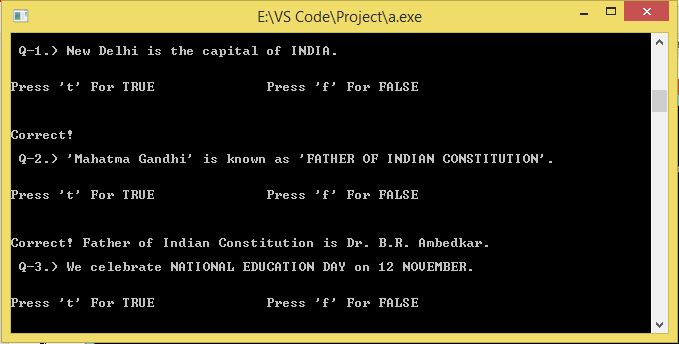 E:\VS Code\Project\a.exe
Q-1.) New Delhi is the capital of INDIA.
Press 't' For TRUE Press 'f' For FALSE
Correct!
Q-2.) 'Mahatma Gandhi' is known as 'FATHER OF INDIAN CONSTITUTION'.
Press 't' For TRUE Press 'f' For FALSE
Correct! Father of Indian Constitution is Dr. B.R. Ambedkar.
Q-3.) We celebrate NATIONAL EDUCATION DAY on 12 NOVEMBER.
Press 't' For TRUE Press 'f' For FALSE